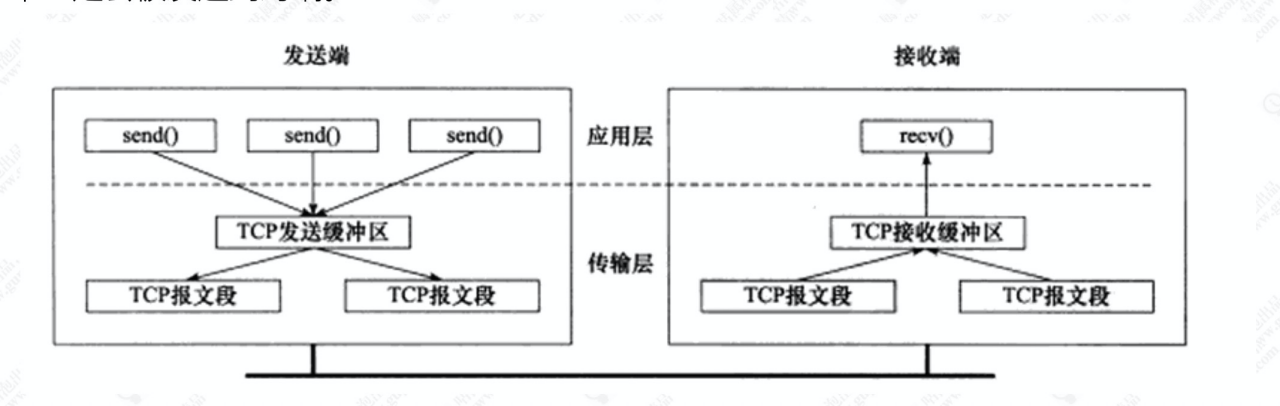 发送端
接收端
send()
send()
send()
应用层
recv()
TCP发送缓冲区
TCP接收缓冲区
传输层
TCP报文段
TCP报文段
TCP报文段
TCP报文段